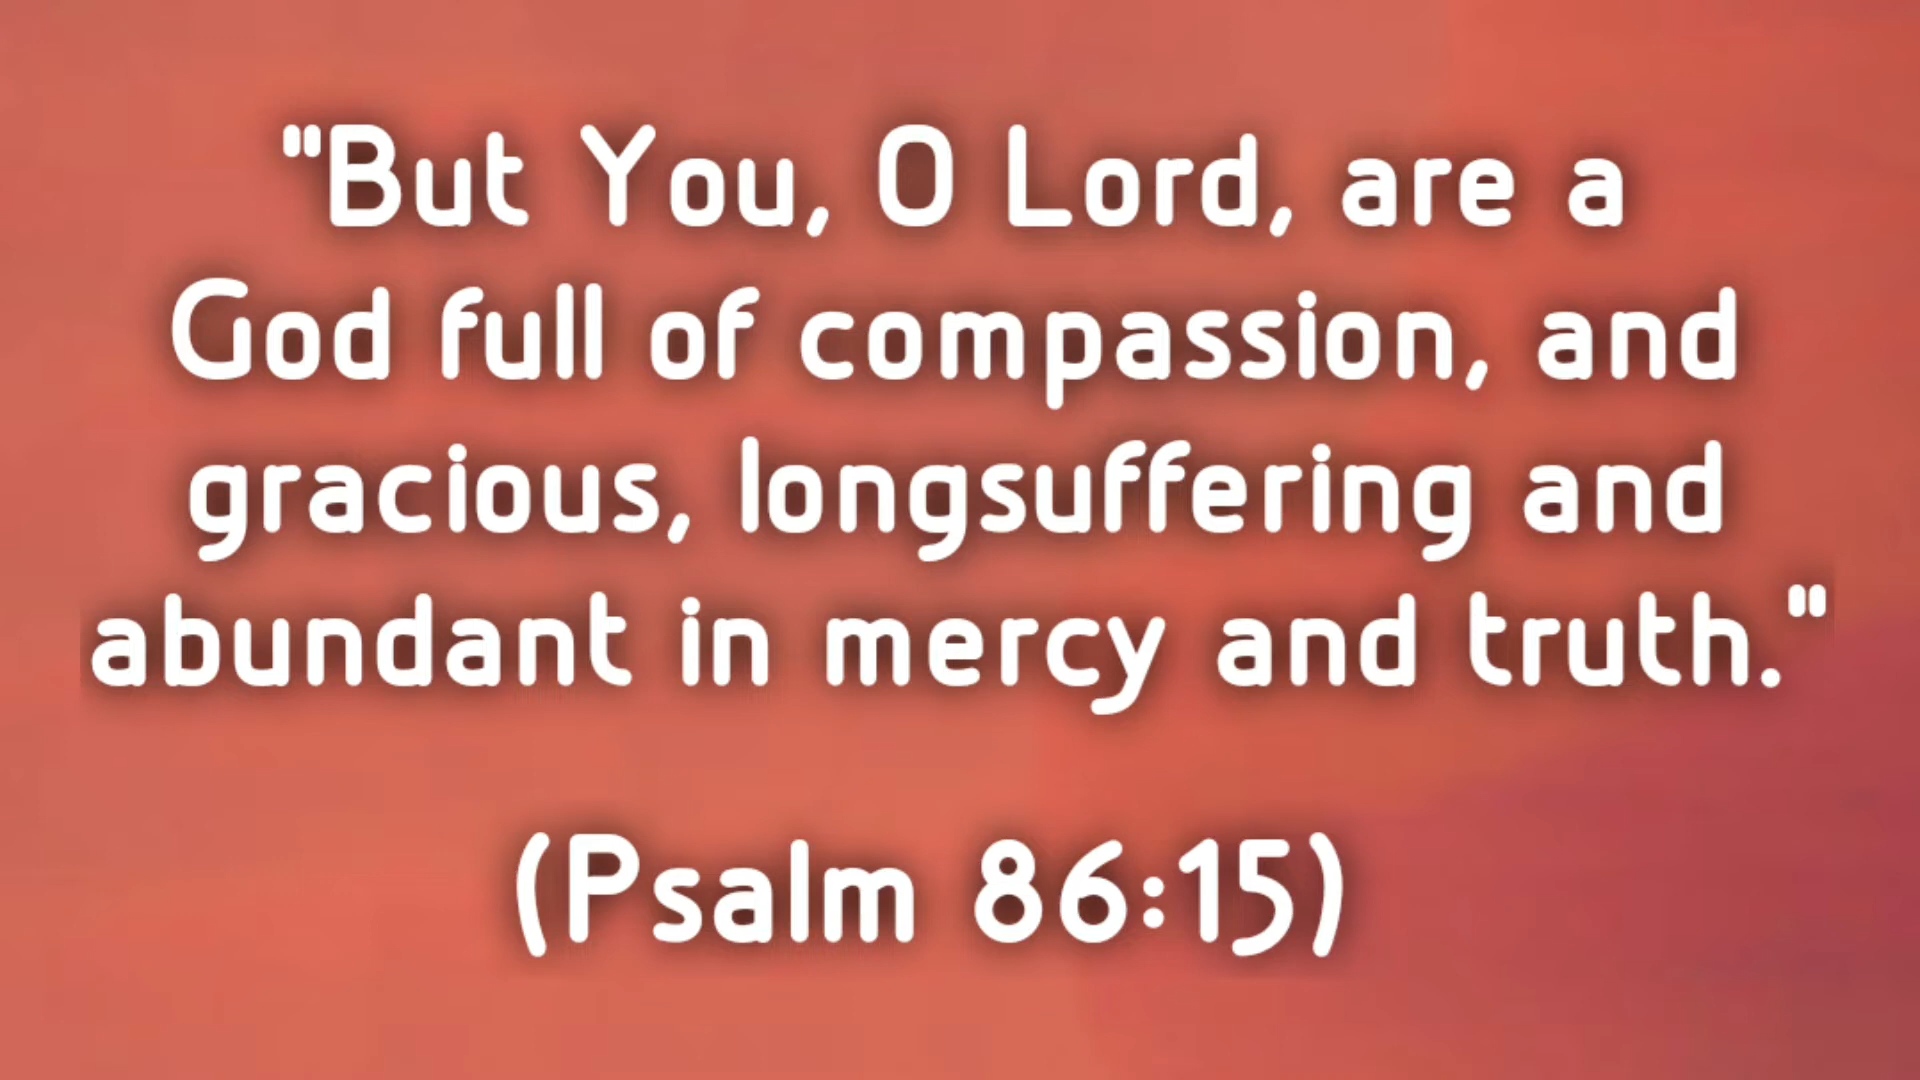 "But You, O Lord, are a
God full of compassion, and
gracious, longsuffering and
abundant in mercy and truth."
(Psalm 86:15)